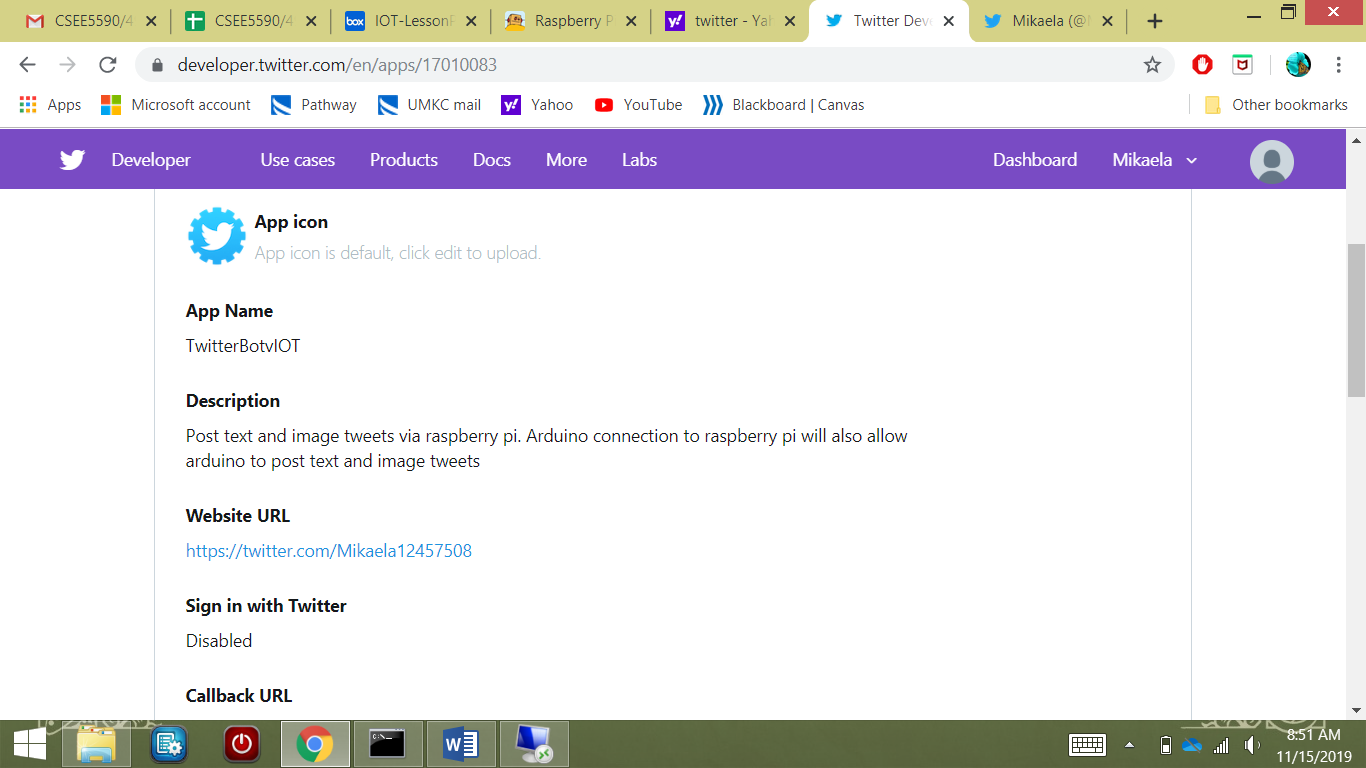 CSEE5590/4
CSEE5590/4
IOT-Lesson
Raspberry P
twitter - Yah
Twitter Dev
Mikaela (@
developer.twitter.com/en/apps/17010083
Apps
Microsoft account
Pathway
UMKC mail
Yahoo
YouTube
Blackboard | Canvas
Other bookmarks
Developer
Use cases
Products
Docs
More
Labs
Dashboard
Mikaela
App icon
App icon is default, click edit to upload.
App Name
TwitterBotvIOT
Description
Post text and image tweets via raspberry pi. Arduino connection to raspberry pi will also allow
arduino to post text and image tweets
Website URL
https://twitter.com/Mikaela12457508
Sign in with Twitter
Disabled
Callback URL
8:51 AM
11/15/2019